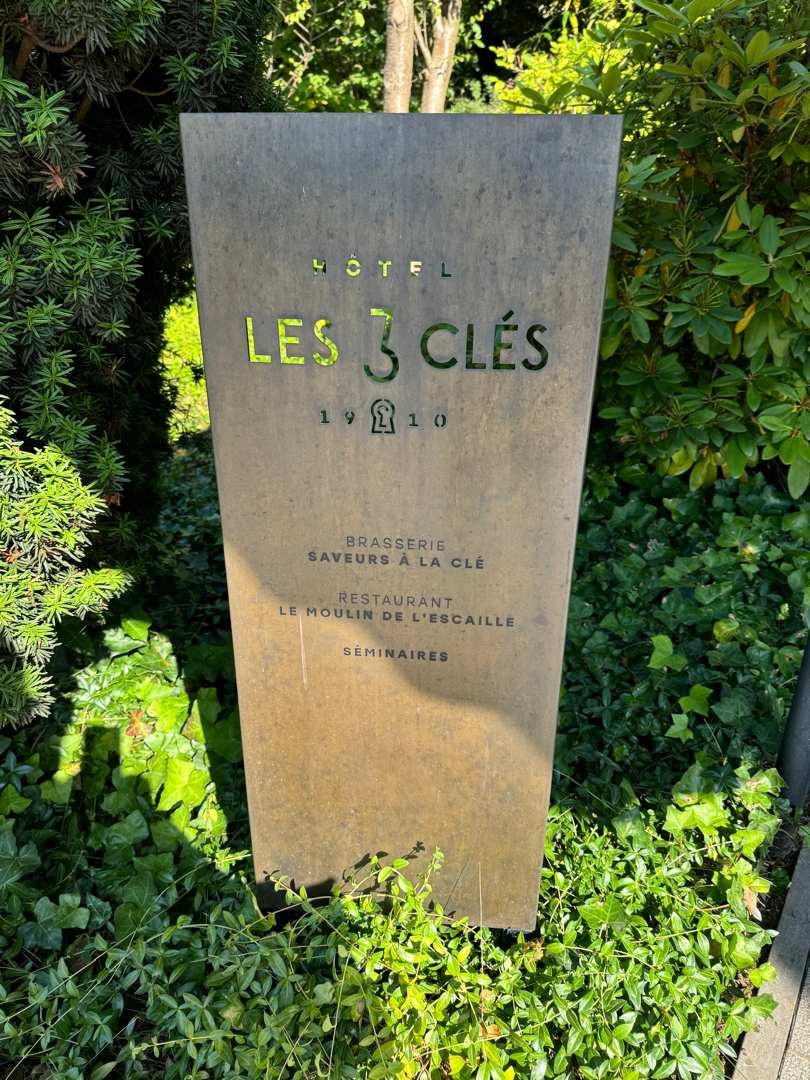 HÔTEL
LES 3 CLÉS
1910
BRASSERIE
SAVEURS À LA CLÉ
RESTAURANT
LE MOULIN DE L'ESCAILLE
SÉMINAIRES